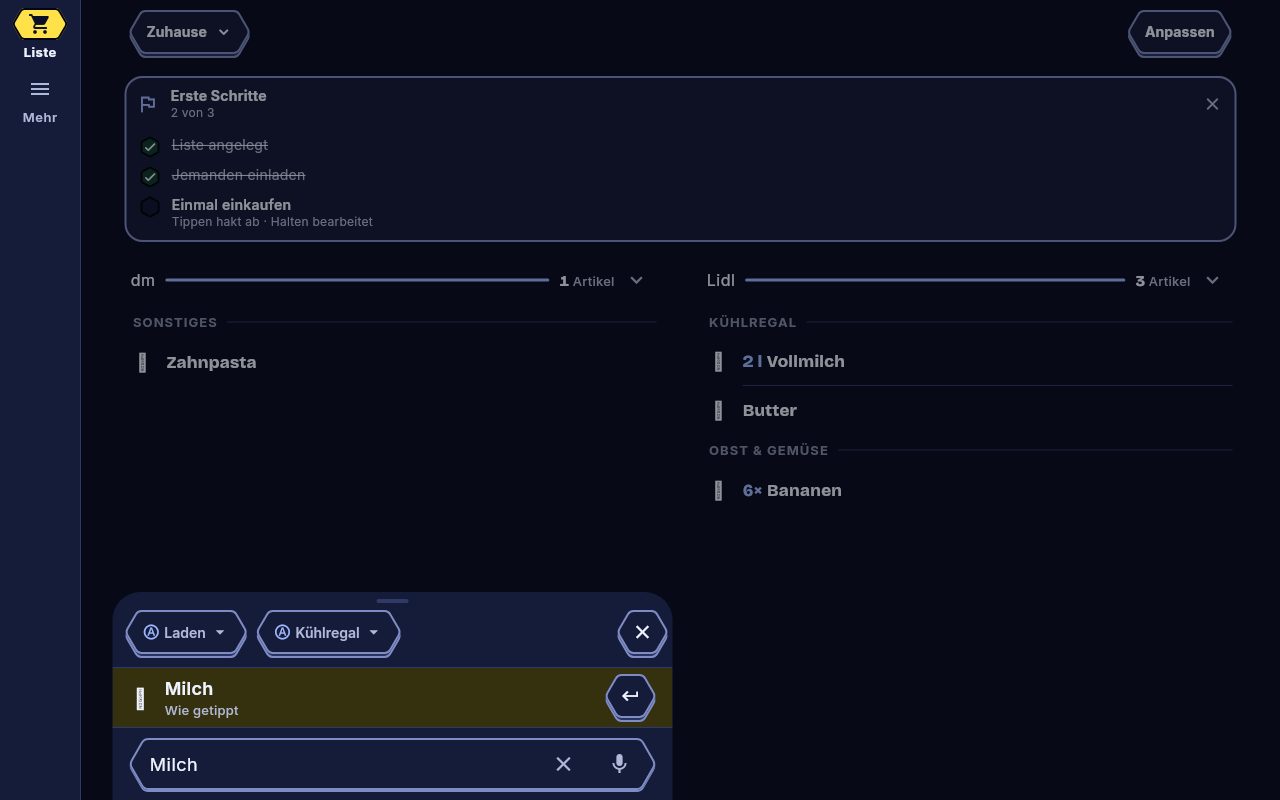 Liste
Mehr
Zuhause
Anpassen
Erste Schritte
2 von 3
Liste angelegt
Jemanden einladen
Einmal einkaufen
Tippen hakt ab · Halten bearbeitet
dm
1 Artikel
SONSTIGES
Zahnpasta
Lidl
3 Artikel
KÜHLREGAL
2 l Vollmilch
Butter
OBST & GEMÜSE
6× Bananen
A Laden
A Kühlregal
Milch
Wie getippt
Milch